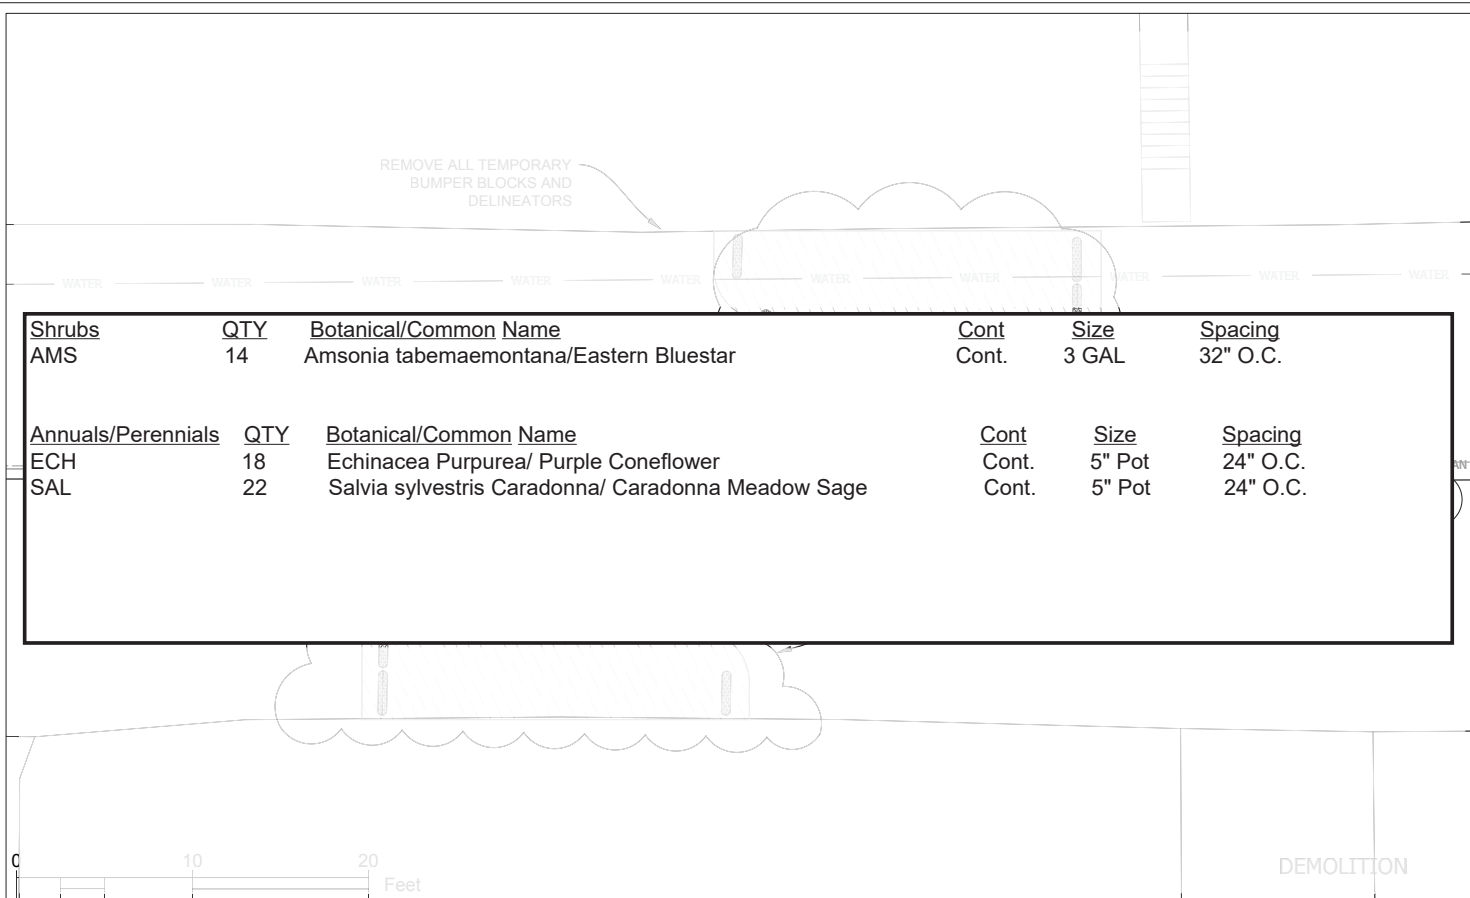 REMOVE ALL TEMPORARY
BUMPER BLOCKS AND
DELINEATORS
WATER WATER WATER WATER WATER WATER WATER WATER WATER WATER
Shrubs QTY Botanical/Common Name Cont Size Spacing
AMS 14 Amsonia tabemaemontana/Eastern Bluestar Cont. 3 GAL 32" O.C.
Annuals/Perennials QTY Botanical/Common Name Cont Size Spacing
ECH 18 Echinacea Purpurea/ Purple Coneflower Cont. 5" Pot 24" O.C.
SAL 22 Salvia sylvestris Caradonna/ Caradonna Meadow Sage Cont. 5" Pot 24" O.C.
0 10 20
Feet
DEMOLITION